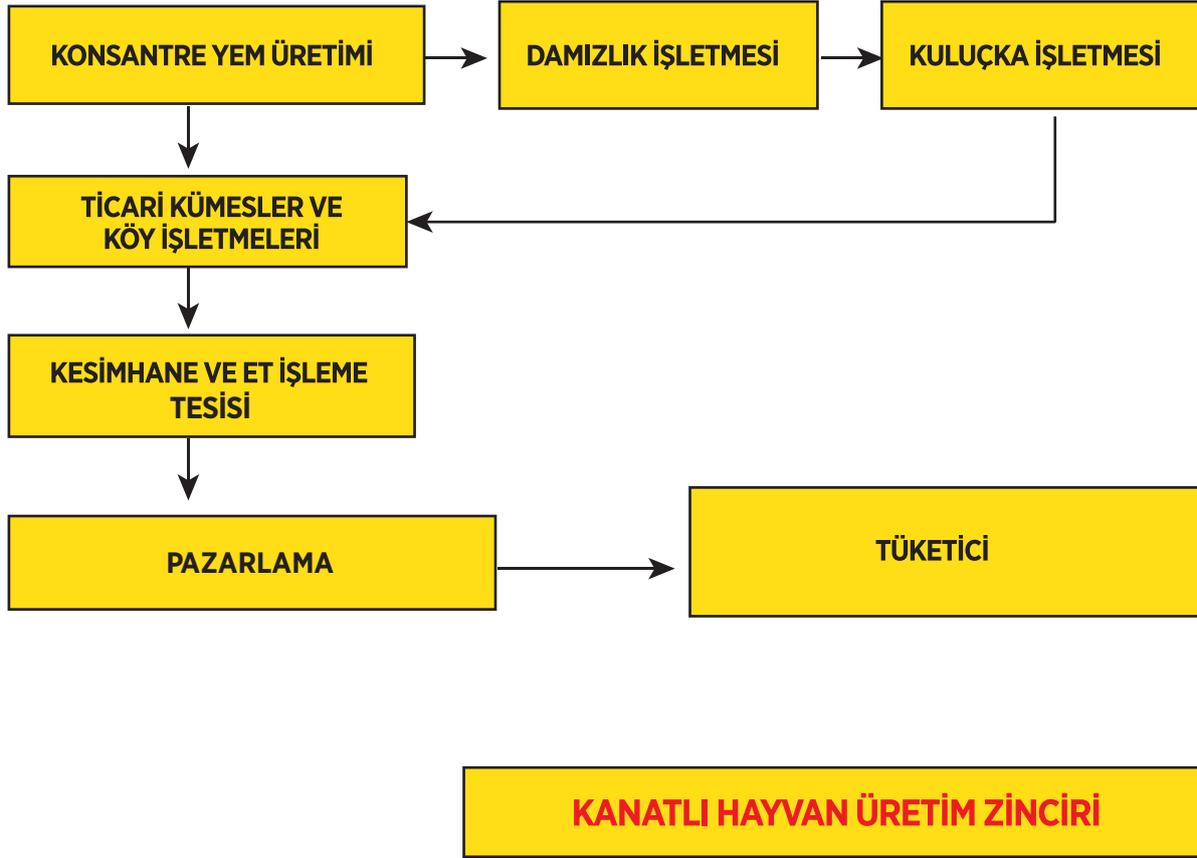 KONSANTRE YEM ÜRETİMİ
DAMIZLIK İŞLETMESİ
KULUÇKA İŞLETMESİ
TİCARİ KÜMESLER VE
KÖY İŞLETMELERİ
KESİMHANE VE ET İŞLEME
TESİSİ
PAZARLAMA
TÜKETİCİ
KANATLI HAYVAN ÜRETİM ZİNCİRİ